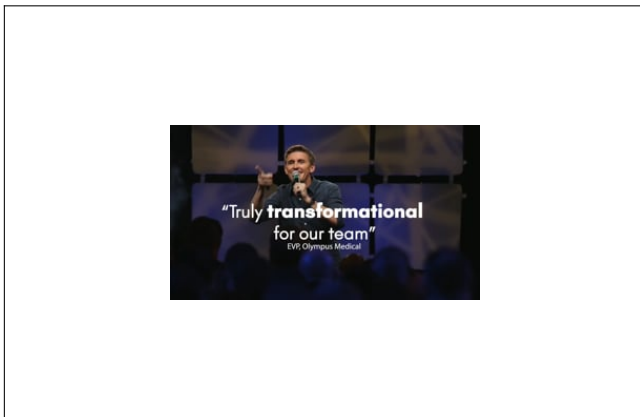 “Truly transformational
for our team”
EVP, Olympus Medical